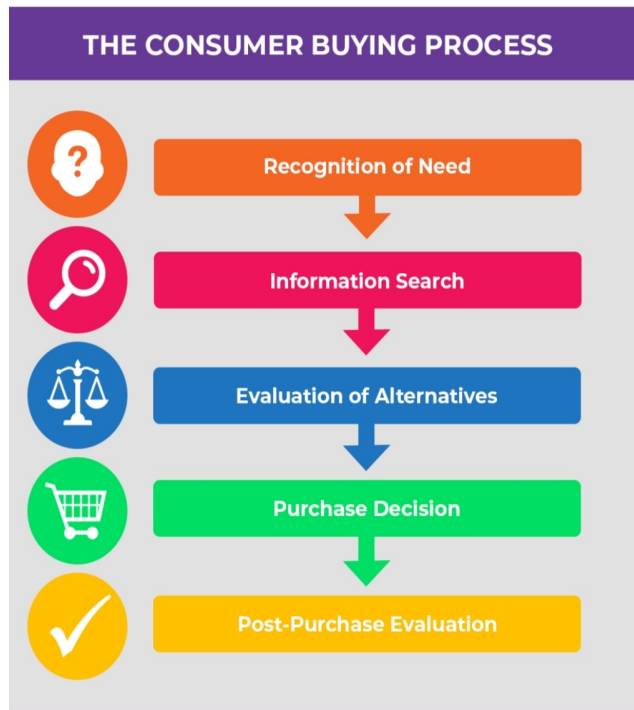 THE CONSUMER BUYING PROCESS
?
Recognition of Need
Information Search
Evaluation of Alternatives
Purchase Decision
Post-Purchase Evaluation